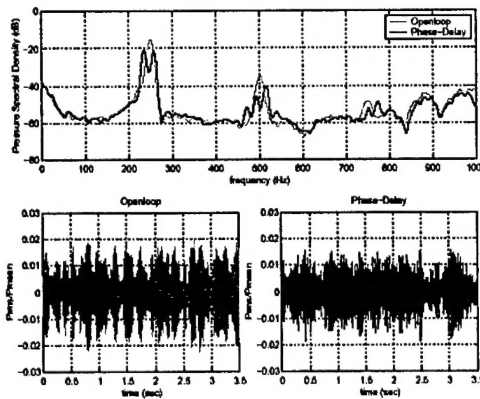 Openloop
Phase-Delay
Pressure Spectral Density (dB)
0
-20
-40
-60
-80
0 100 200 300 400 500 600 700 800 900 1000
frequency (Hz)
Openloop
0.03
0.02
0.01
0
-0.01
-0.02
-0.03
0 0.5 1 1.5 2 2.5 3 3.5
time (sec)
Phase-Delay
0.03
0.02
0.01
0
-0.01
-0.02
-0.03
0 0.5 1 1.5 2 2.5 3 3.5
time (sec)